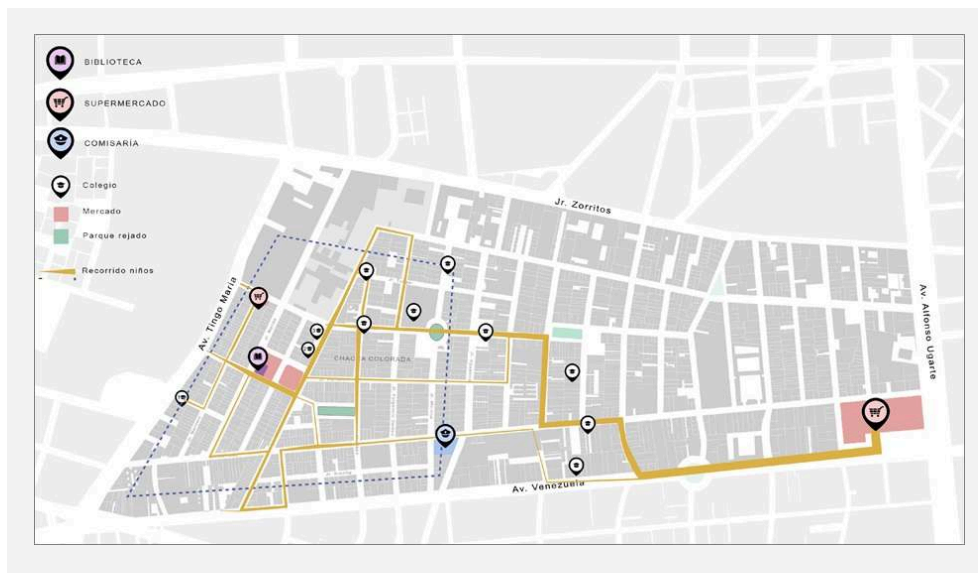 BIBLIOTECA
SUPERMERCADO
COMISARÍA
Colegio
Mercado
Parque rejado
Recorrido niños
Jr. Zorritos
Av. Tingo María
Av. Alfonso Ugarte
CHACRA COLORADA
Av. Venezuela